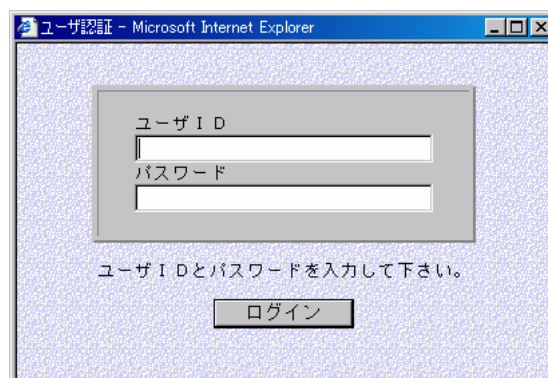 ユーザ認証 - Microsoft Internet Explorer
ユーザＩＤ
パスワード
ユーザＩＤとパスワードを入力して下さい。
ログイン